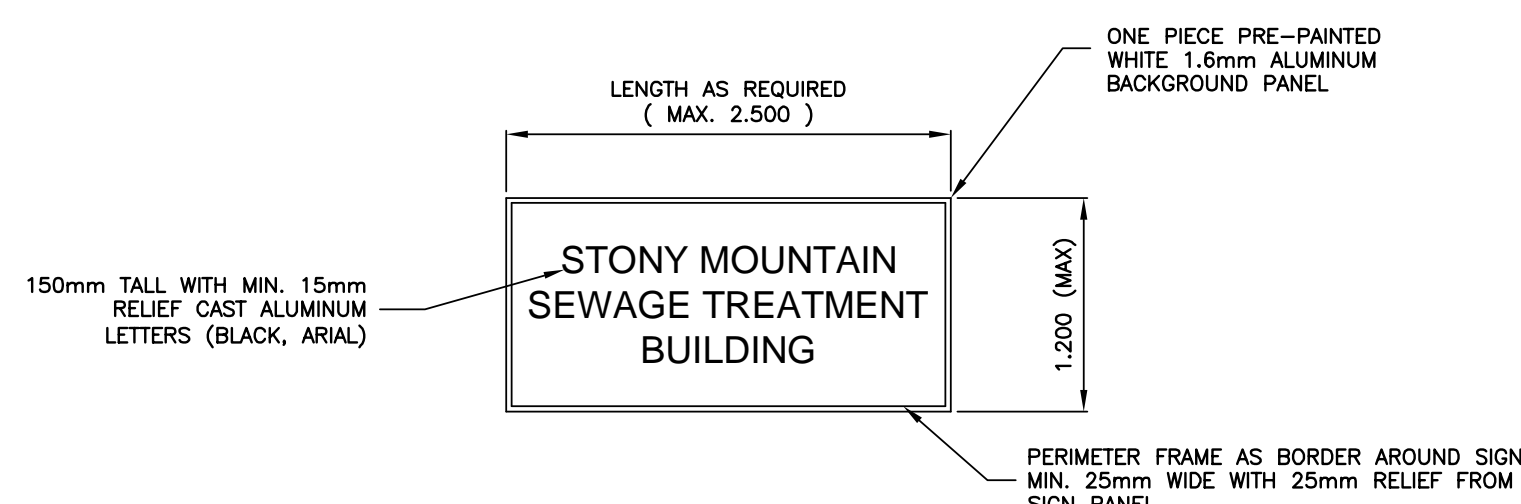 ONE PIECE PRE-PAINTED
WHITE 1.6mm ALUMINUM
BACKGROUND PANEL
LENGTH AS REQUIRED
( MAX. 2.500 )
150mm TALL WITH MIN. 15mm
RELIEF CAST ALUMINUM
LETTERS (BLACK, ARIAL)
STONY MOUNTAIN
SEWAGE TREATMENT
BUILDING
1.200 (MAX)
PERIMETER FRAME AS BORDER AROUND SIGN
MIN. 25mm WIDE WITH 25mm RELIEF FROM
SIGN PANEL